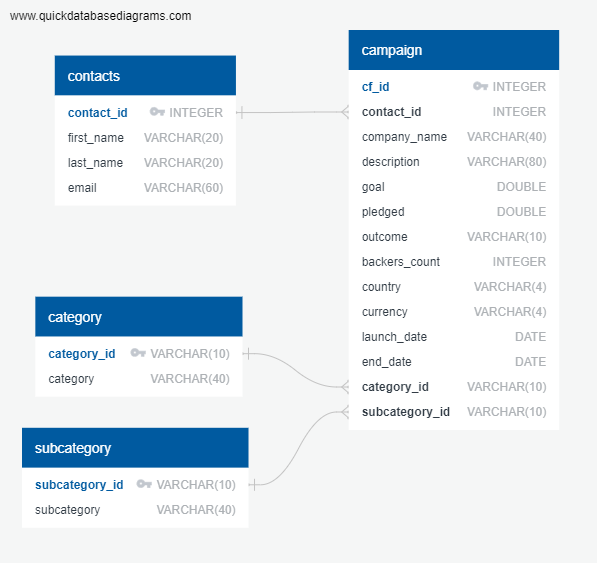 www.quickdatabasediagrams.com
contacts
contact_id INTEGER
first_name VARCHAR(20)
last_name VARCHAR(20)
email VARCHAR(60)
campaign
cf_id INTEGER
contact_id INTEGER
company_name VARCHAR(40)
description VARCHAR(80)
goal DOUBLE
pledged DOUBLE
outcome VARCHAR(10)
backers_count INTEGER
country VARCHAR(4)
currency VARCHAR(4)
launch_date DATE
end_date DATE
category_id VARCHAR(10)
subcategory_id VARCHAR(10)
category
category_id VARCHAR(10)
category VARCHAR(40)
subcategory
subcategory_id VARCHAR(10)
subcategory VARCHAR(40)